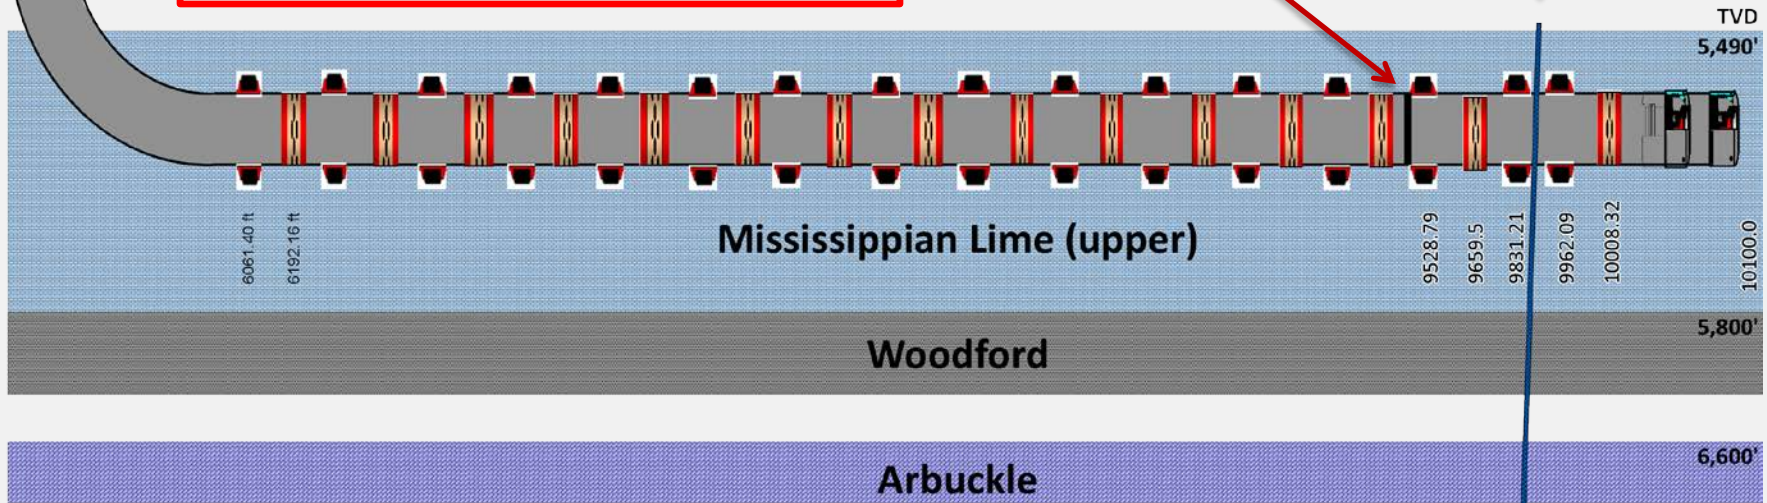 TVD
5,490'
6061.40 ft
6192.16 ft
Mississippian Lime (upper)
9528.79
9659.5
9831.21
9962.09
10008.32
10100.0
5,800'
Woodford
6,600'
Arbuckle